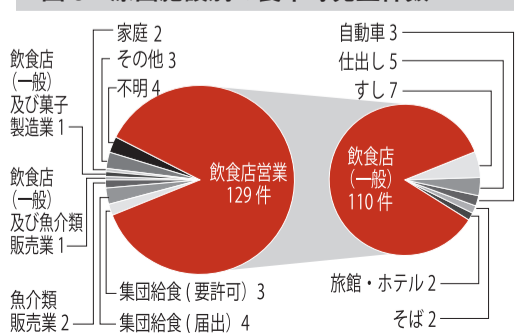 家庭 2
その他 3
不明 4
飲食店
(一般)
及び菓子
製造業 1
飲食店
(一般)
及び魚介類
販売業 1
魚介類
販売業 2
飲食店営業
129 件
集団給食 ( 要許可) 3
集団給食 ( 届出) 4
自動車 3
仕出し 5
すし 7
飲食店
(一般)
110 件
旅館・ホテル 2
そば 2